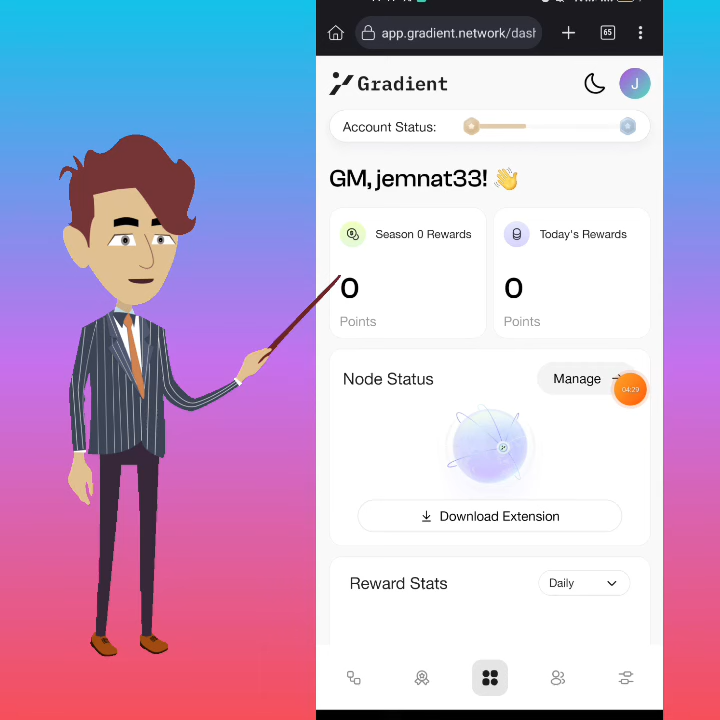 app.gradient.network/dash
65
Gradient
J
Account Status:
GM, jemnat33! 👋
Season 0 Rewards
0
Points
Today's Rewards
0
Points
Node Status
Manage →
04:29
Download Extension
Reward Stats
Daily